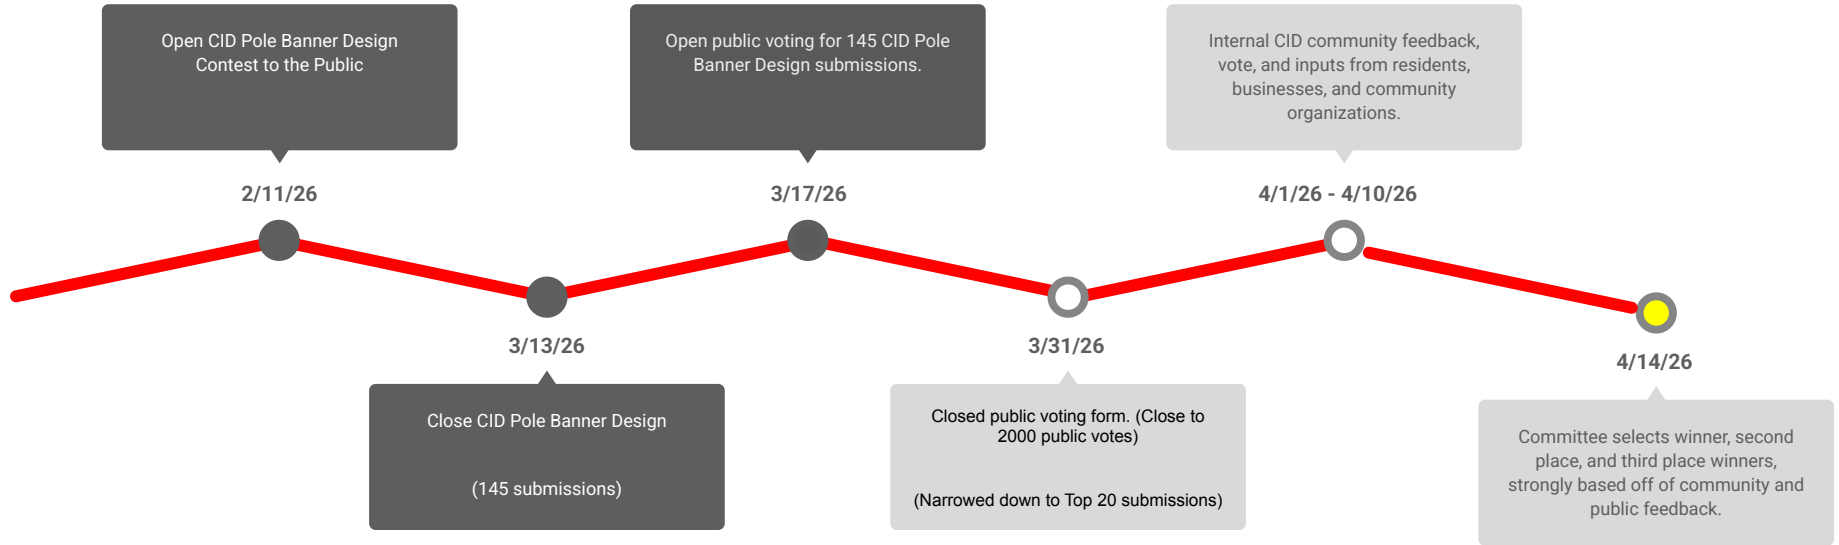 Open CID Pole Banner Design
Contest to the Public
2/11/26
3/13/26
Close CID Pole Banner Design
(145 submissions)
Open public voting for 145 CID Pole
Banner Design submissions.
3/17/26
3/31/26
Closed public voting form. (Close to
2000 public votes)
(Narrowed down to Top 20 submissions)
Internal CID community feedback,
vote, and inputs from residents,
businesses, and community
organizations.
4/1/26 - 4/10/26
4/14/26
Committee selects winner, second
place, and third place winners,
strongly based off of community and
public feedback.